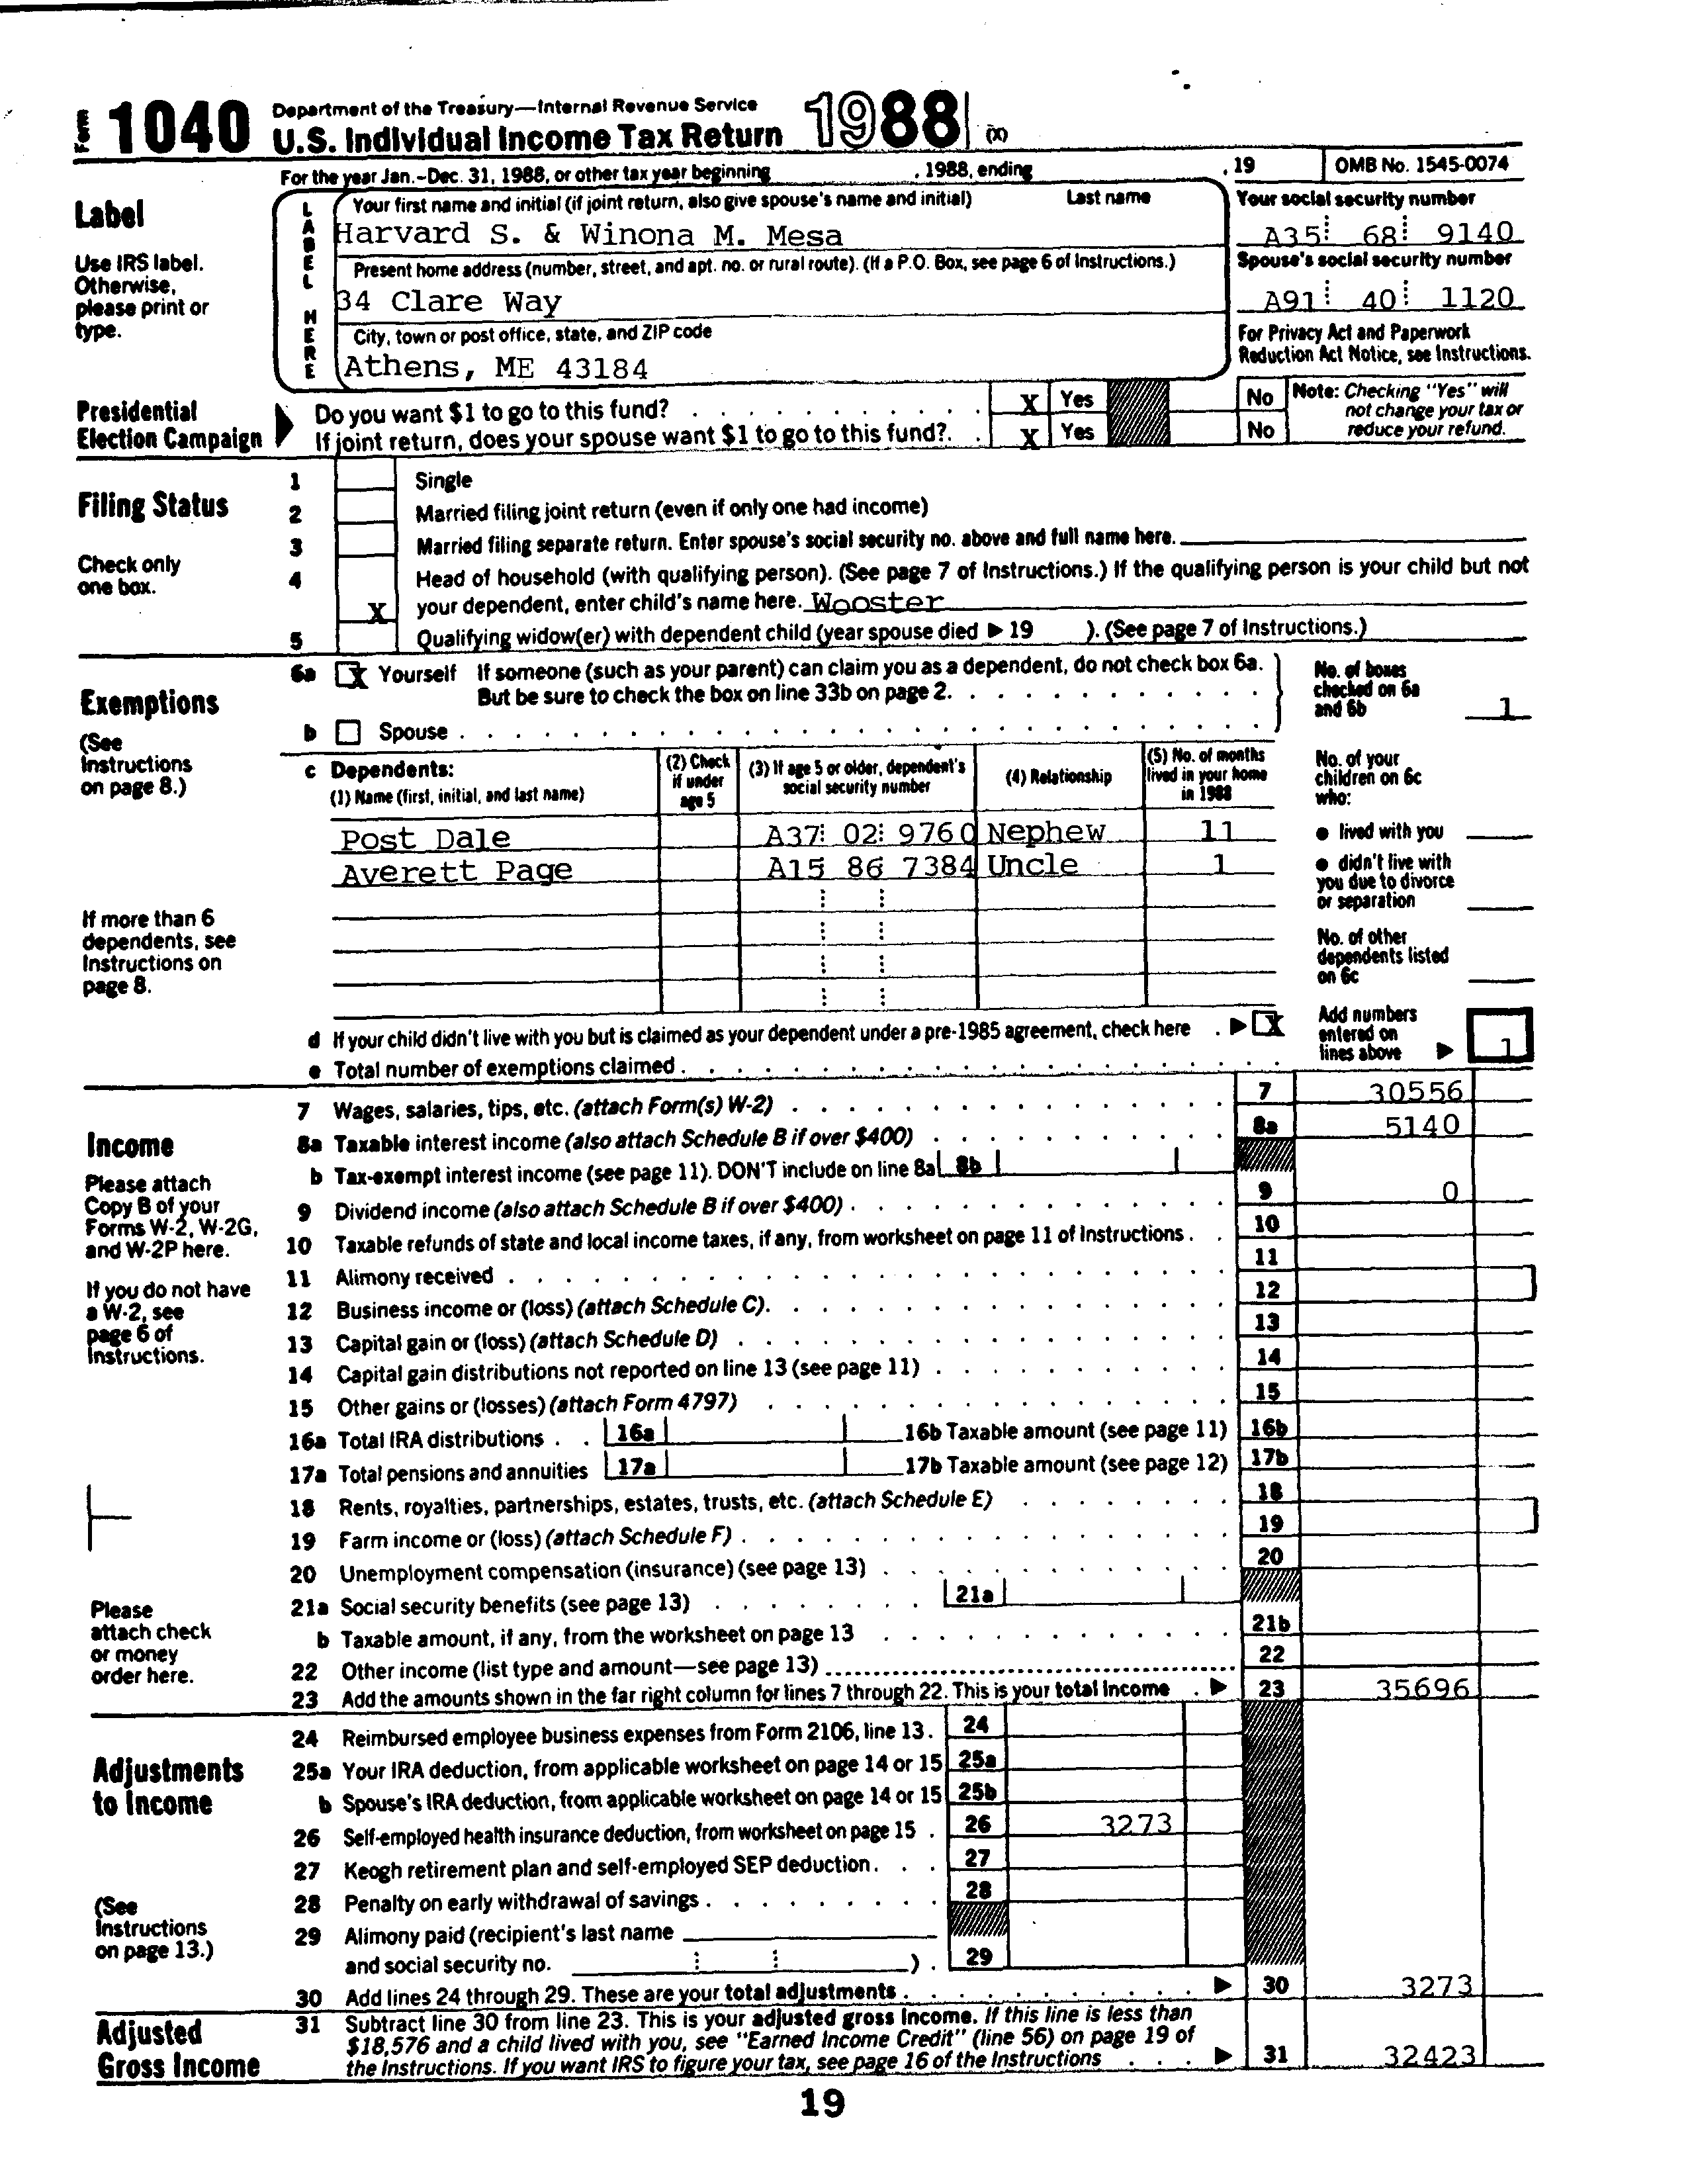 Form 1040 Department of the Treasury—Internal Revenue Service
U.S. Individual Income Tax Return 1988 (X)
For the year Jan.-Dec. 31, 1988, or other tax year beginning , 1988, ending , 19 OMB No. 1545-0074
Label
Use IRS label.
Otherwise,
please print or
type.
LABEL HERE
Your first name and initial (if joint return, also give spouse's name and initial) Last name
Harvard S. & Winona M. Mesa
Your social security number
A35 68 9140
Present home address (number, street, and apt. no. or rural route). (If a P.O. Box, see page 6 of Instructions.)
34 Clare Way
Spouse's social security number
A91 40 1120
City, town or post office, state, and ZIP code
Athens, ME 43184
For Privacy Act and Paperwork
Reduction Act Notice, see Instructions.
Presidential
Election Campaign
Do you want $1 to go to this fund? X Yes No
If joint return, does your spouse want $1 to go to this fund? X Yes No
Note: Checking "Yes" will
not change your tax or
reduce your refund.
Filing Status
Check only
one box.
1 Single
2 Married filing joint return (even if only one had income)
3 Married filing separate return. Enter spouse's social security no. above and full name here.
4 Head of household (with qualifying person). (See page 7 of Instructions.) If the qualifying person is your child but not
X your dependent, enter child's name here. Wooster
5 Qualifying widow(er) with dependent child (year spouse died ▶ 19 ). (See page 7 of Instructions.)
Exemptions
(See
Instructions
on page 8.)
6a X Yourself If someone (such as your parent) can claim you as a dependent, do not check box 6a.
But be sure to check the box on line 33b on page 2.
b Spouse
No. of boxes
checked on 6a
and 6b 1
c Dependents:
(1) Name (first, initial, and last name)
(2) Check
if under
age 5
(3) If age 5 or older, dependent's
social security number
(4) Relationship
(5) No. of months
lived in your home
in 1988
Post Dale A37 02 9760 Nephew 11
Averett Page A15 86 7384 Uncle 1
No. of your
children on 6c
who:
● lived with you
● didn't live with
you due to divorce
or separation
No. of other
dependents listed
on 6c
If more than 6
dependents, see
Instructions on
page 8.
d If your child didn't live with you but is claimed as your dependent under a pre-1985 agreement, check here ▶ X
e Total number of exemptions claimed
Add numbers
entered on
lines above ▶ 1
Income
Please attach
Copy B of your
Forms W-2, W-2G,
and W-2P here.
If you do not have
a W-2, see
page 6 of
Instructions.
Please
attach check
or money
order here.
7 Wages, salaries, tips, etc. (attach Form(s) W-2) 7 30556
8a Taxable interest income (also attach Schedule B if over $400) 8a 5140
b Tax-exempt interest income (see page 11). DON'T include on line 8a 8b
9 Dividend income (also attach Schedule B if over $400) 9 0
10 Taxable refunds of state and local income taxes, if any, from worksheet on page 11 of Instructions 10
11 Alimony received 11
12 Business income or (loss) (attach Schedule C) 12
13 Capital gain or (loss) (attach Schedule D) 13
14 Capital gain distributions not reported on line 13 (see page 11) 14
15 Other gains or (losses) (attach Form 4797) 15
16a Total IRA distributions 16a 16b Taxable amount (see page 11) 16b
17a Total pensions and annuities 17a 17b Taxable amount (see page 12) 17b
18 Rents, royalties, partnerships, estates, trusts, etc. (attach Schedule E) 18
19 Farm income or (loss) (attach Schedule F) 19
20 Unemployment compensation (insurance) (see page 13) 20
21a Social security benefits (see page 13) 21a
b Taxable amount, if any, from the worksheet on page 13 21b
22 Other income (list type and amount—see page 13) 22
23 Add the amounts shown in the far right column for lines 7 through 22. This is your total income ▶ 23 35696
Adjustments
to Income
(See
Instructions
on page 13.)
24 Reimbursed employee business expenses from Form 2106, line 13. 24
25a Your IRA deduction, from applicable worksheet on page 14 or 15 25a
b Spouse's IRA deduction, from applicable worksheet on page 14 or 15 25b
26 Self-employed health insurance deduction, from worksheet on page 15 26 3273
27 Keogh retirement plan and self-employed SEP deduction 27
28 Penalty on early withdrawal of savings 28
29 Alimony paid (recipient's last name
and social security no. ) 29
30 Add lines 24 through 29. These are your total adjustments ▶ 30 3273
Adjusted
Gross Income
31 Subtract line 30 from line 23. This is your adjusted gross income. If this line is less than
$18,576 and a child lived with you, see "Earned Income Credit" (line 56) on page 19 of
the Instructions. If you want IRS to figure your tax, see page 16 of the Instructions ▶ 31 32423
19